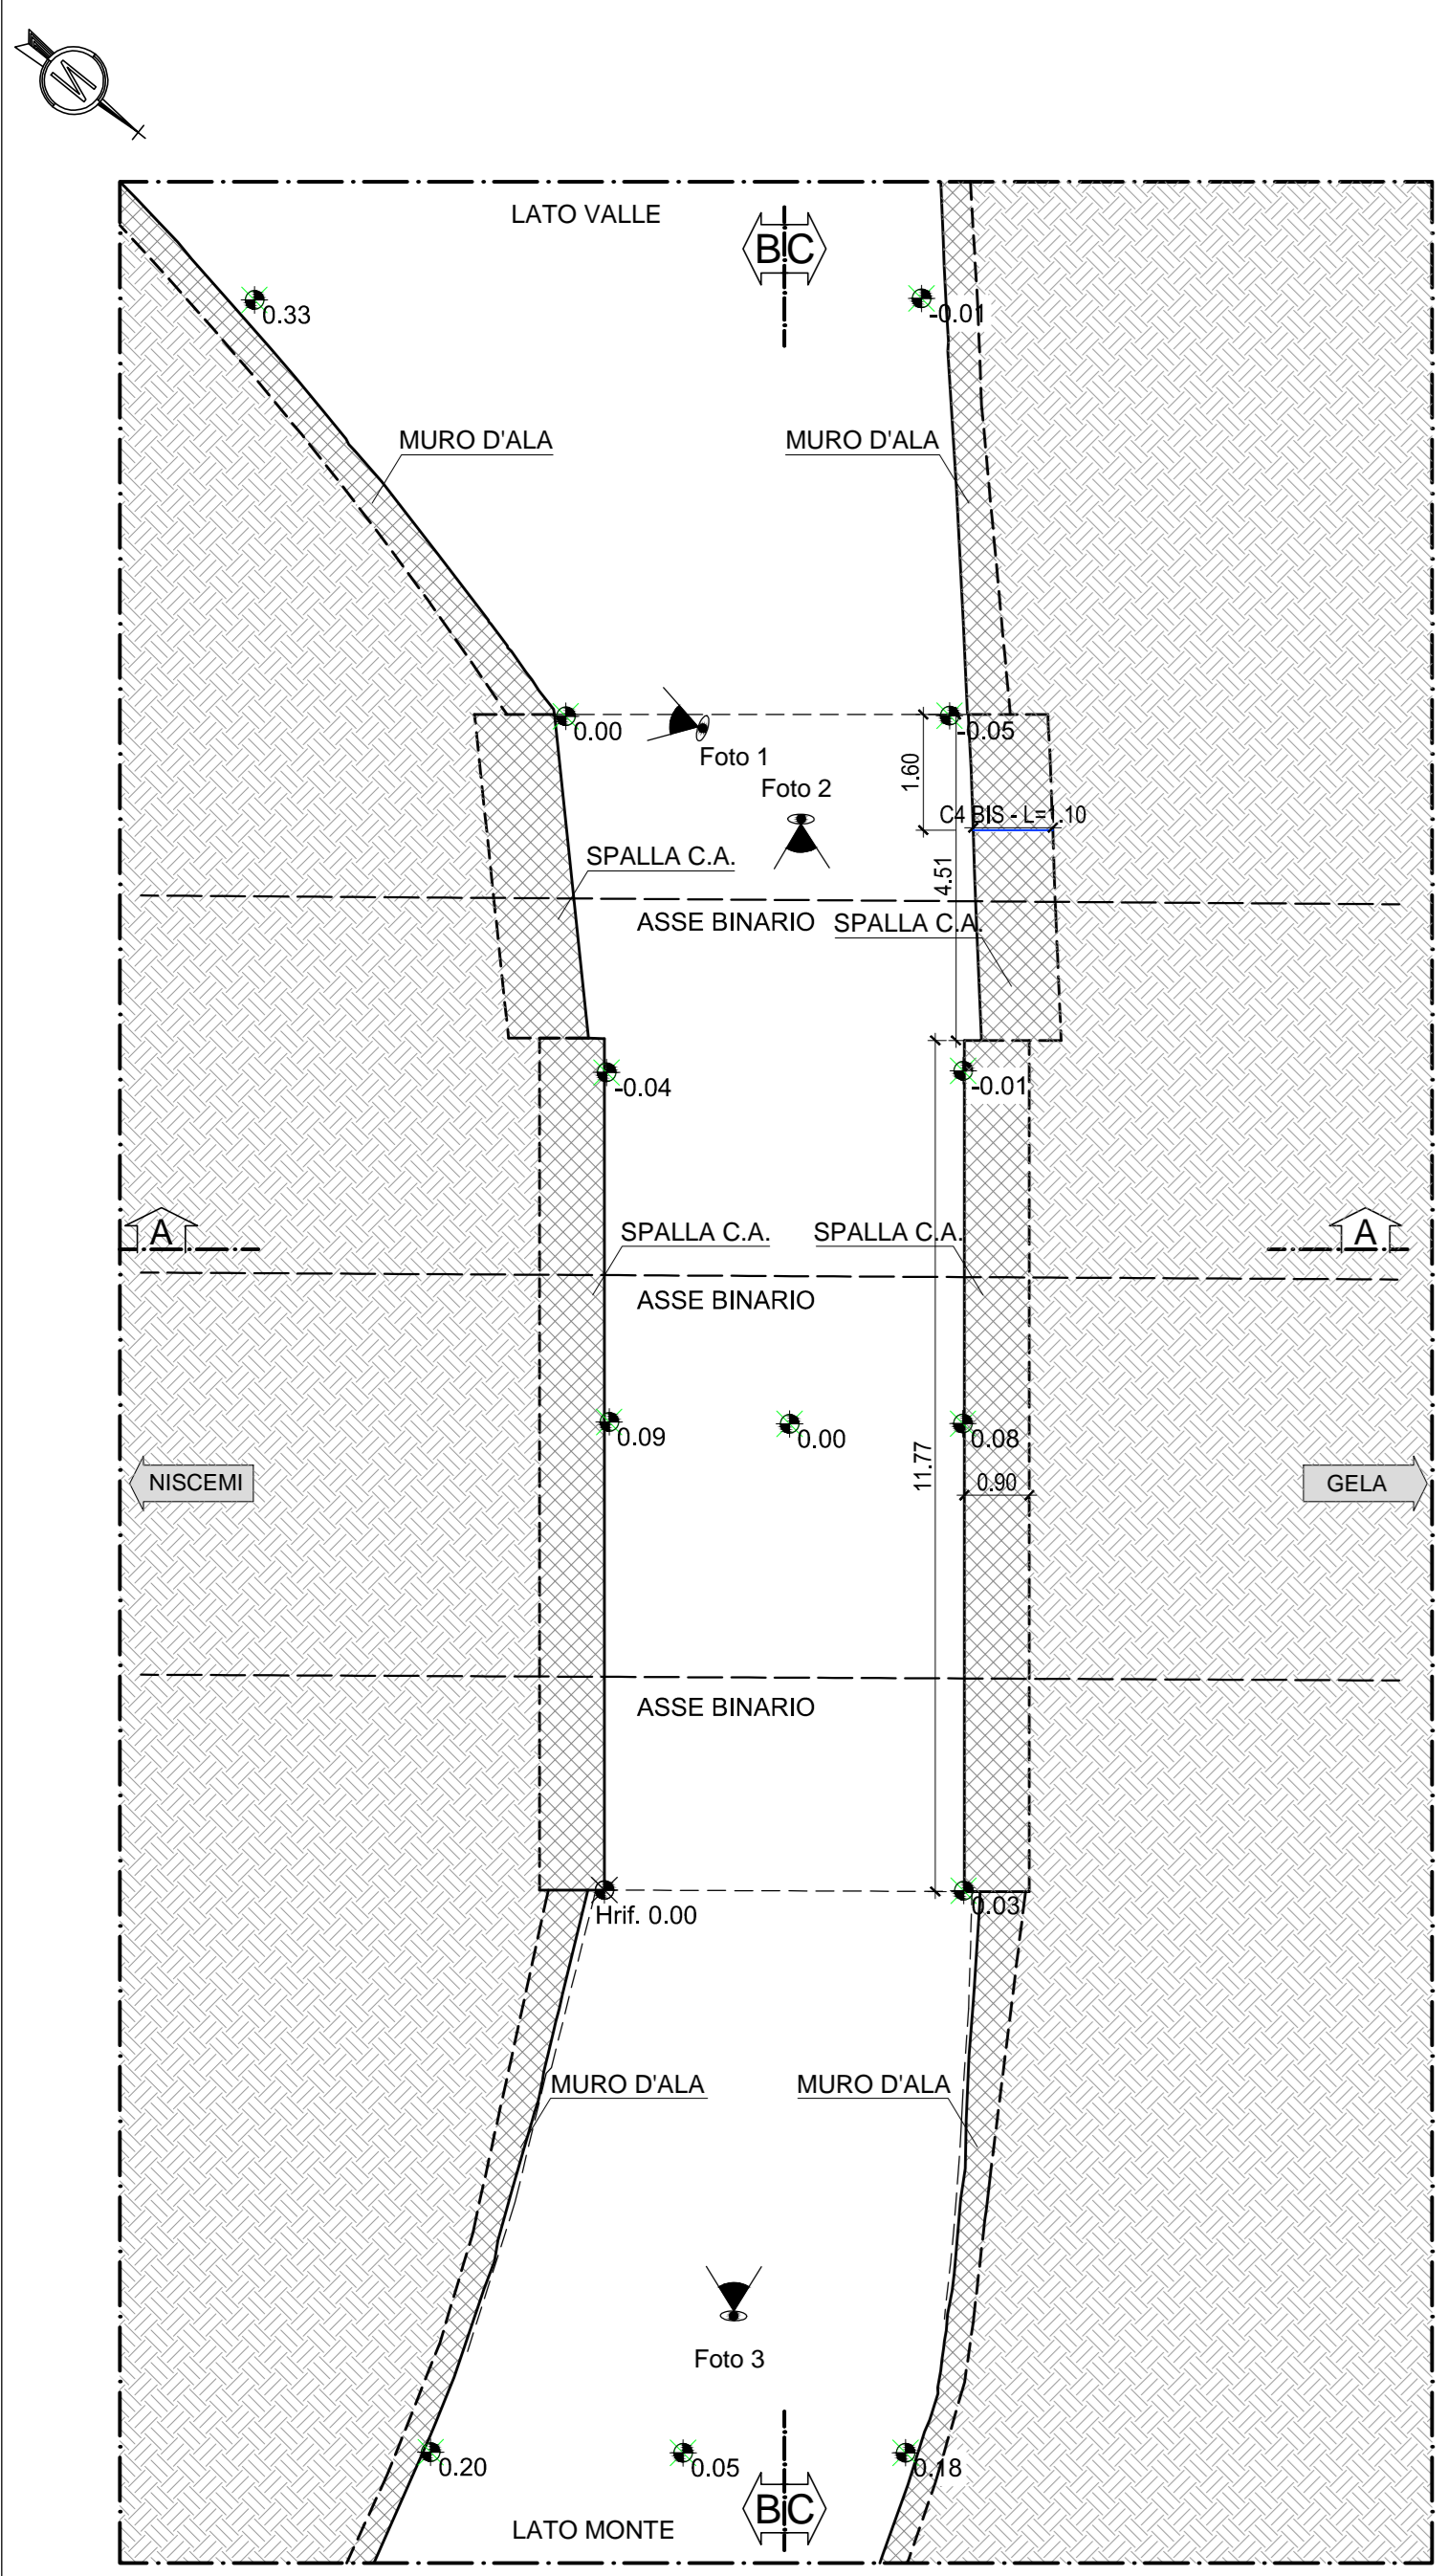 N
LATO VALLE
B C
0.33
-0.01
MURO D'ALA
MURO D'ALA
0.00
-0.05
Foto 1
1.60
Foto 2
C4 BIS - L=1.10
SPALLA C.A.
4.51
ASSE BINARIO
SPALLA C.A.
-0.04
-0.01
A
A
SPALLA C.A.
SPALLA C.A.
ASSE BINARIO
0.09
0.00
0.08
11.77
0.90
NISCEMI
GELA
ASSE BINARIO
Hrif. 0.00
0.03
MURO D'ALA
MURO D'ALA
Foto 3
0.20
0.05
0.18
B C
LATO MONTE